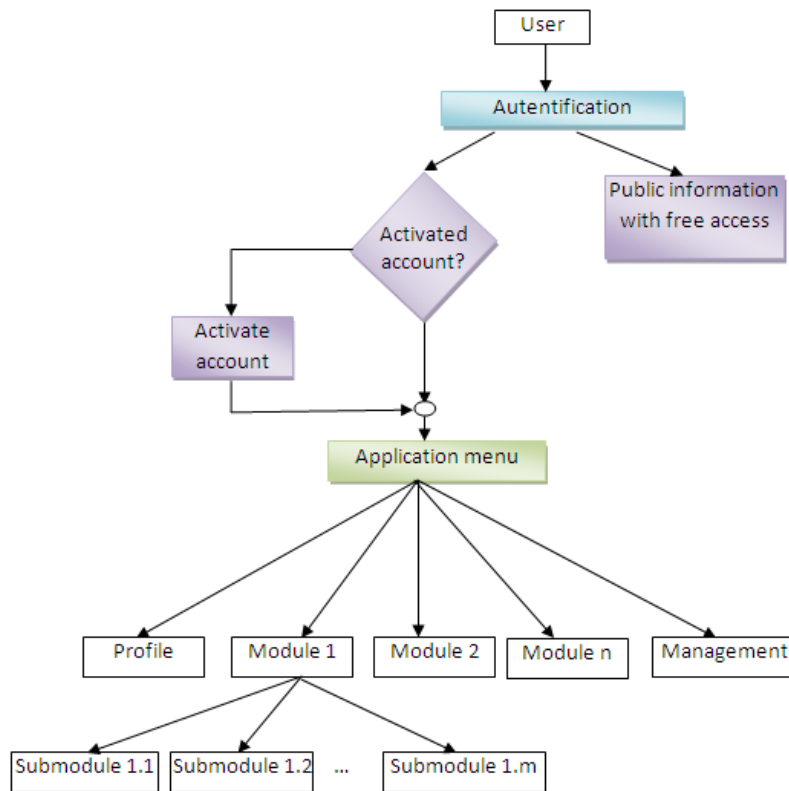 User
Autentification
Public information
with free access
Activated
account?
Activate
account
Application menu
Profile
Module 1
Module 2
Module n
Management
Submodule 1.1
Submodule 1.2
...
Submodule 1.m